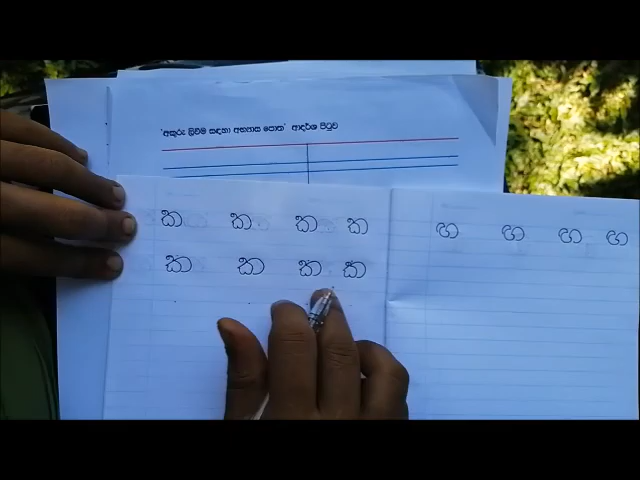 'අකුරු ලිවීම සඳහා අභ්‍යාස පොත' ආදර්ශ පිටුව
ක ක ක ක
ක ක ක ක
ඟ ඟ ඟ ඟ